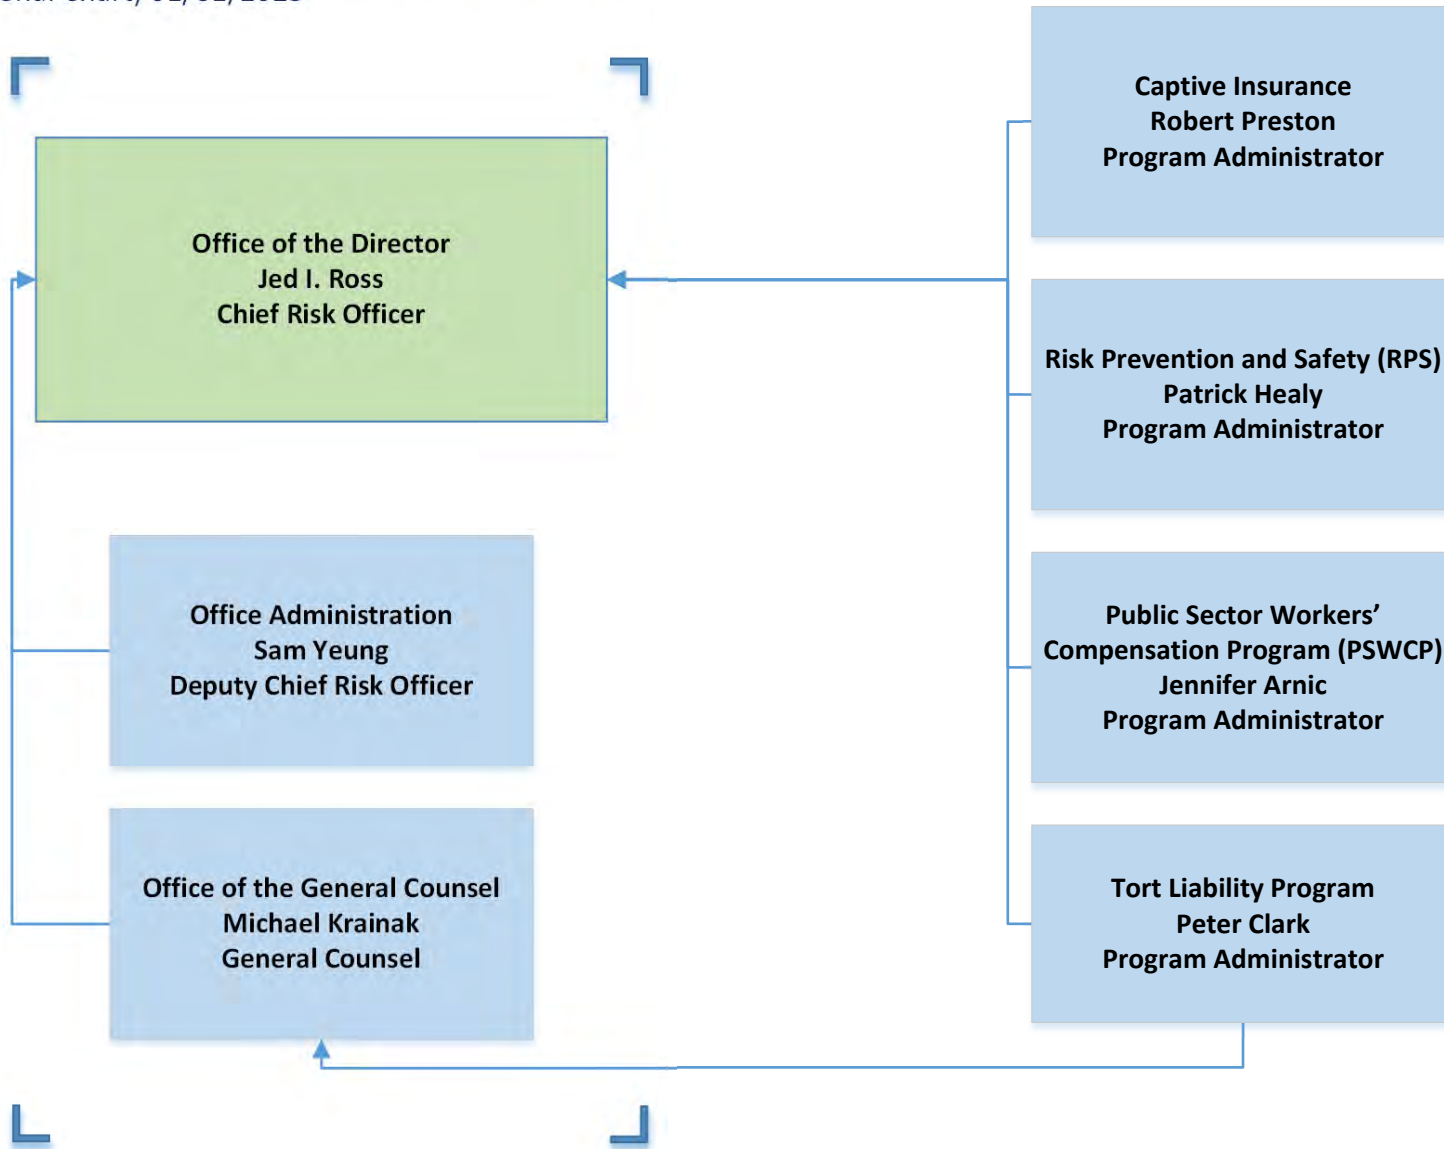 Office of the Director
Jed I. Ross
Chief Risk Officer
Office Administration
Sam Yeung
Deputy Chief Risk Officer
Office of the General Counsel
Michael Krainak
General Counsel
Captive Insurance
Robert Preston
Program Administrator
Risk Prevention and Safety (RPS)
Patrick Healy
Program Administrator
Public Sector Workers’
Compensation Program (PSWCP)
Jennifer Arnic
Program Administrator
Tort Liability Program
Peter Clark
Program Administrator